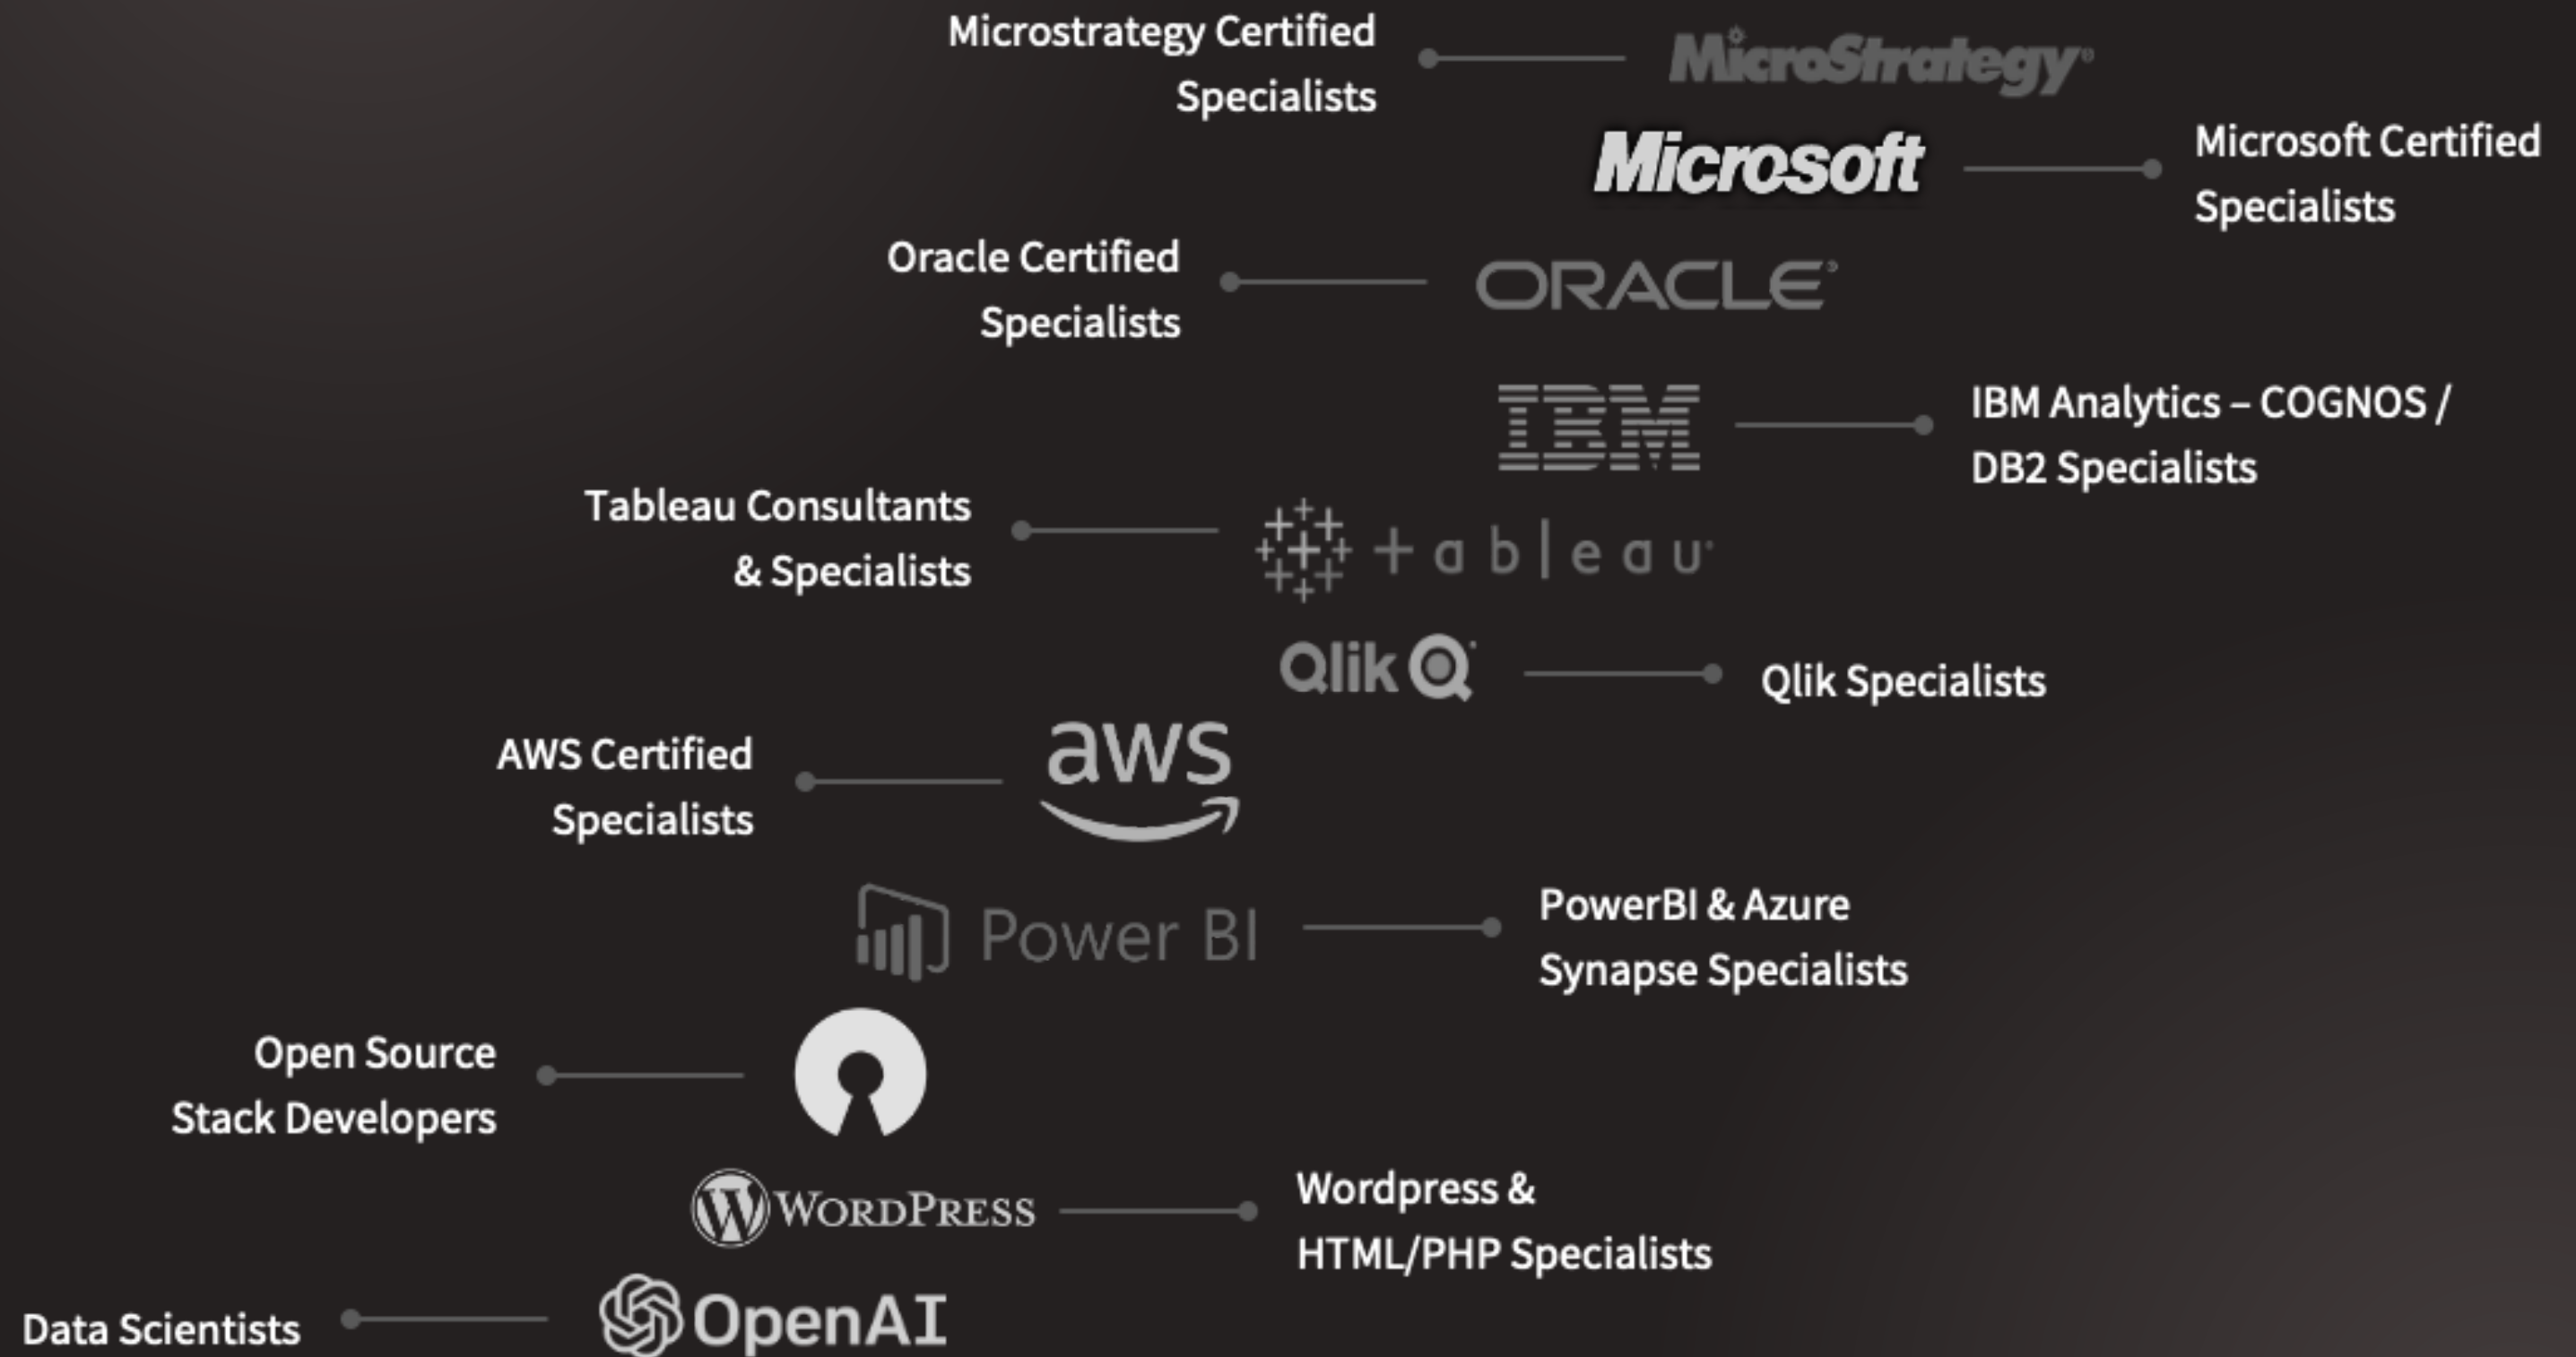 Microstrategy Certified
Specialists
MicroStrategy®
Microsoft
Microsoft Certified
Specialists
Oracle Certified
Specialists
ORACLE®
IBM
IBM Analytics – COGNOS /
DB2 Specialists
Tableau Consultants
& Specialists
+ableau
Qlik
Qlik Specialists
AWS Certified
Specialists
aws
Power BI
PowerBI & Azure
Synapse Specialists
Open Source
Stack Developers
WORDPRESS
Wordpress &
HTML/PHP Specialists
Data Scientists
OpenAI